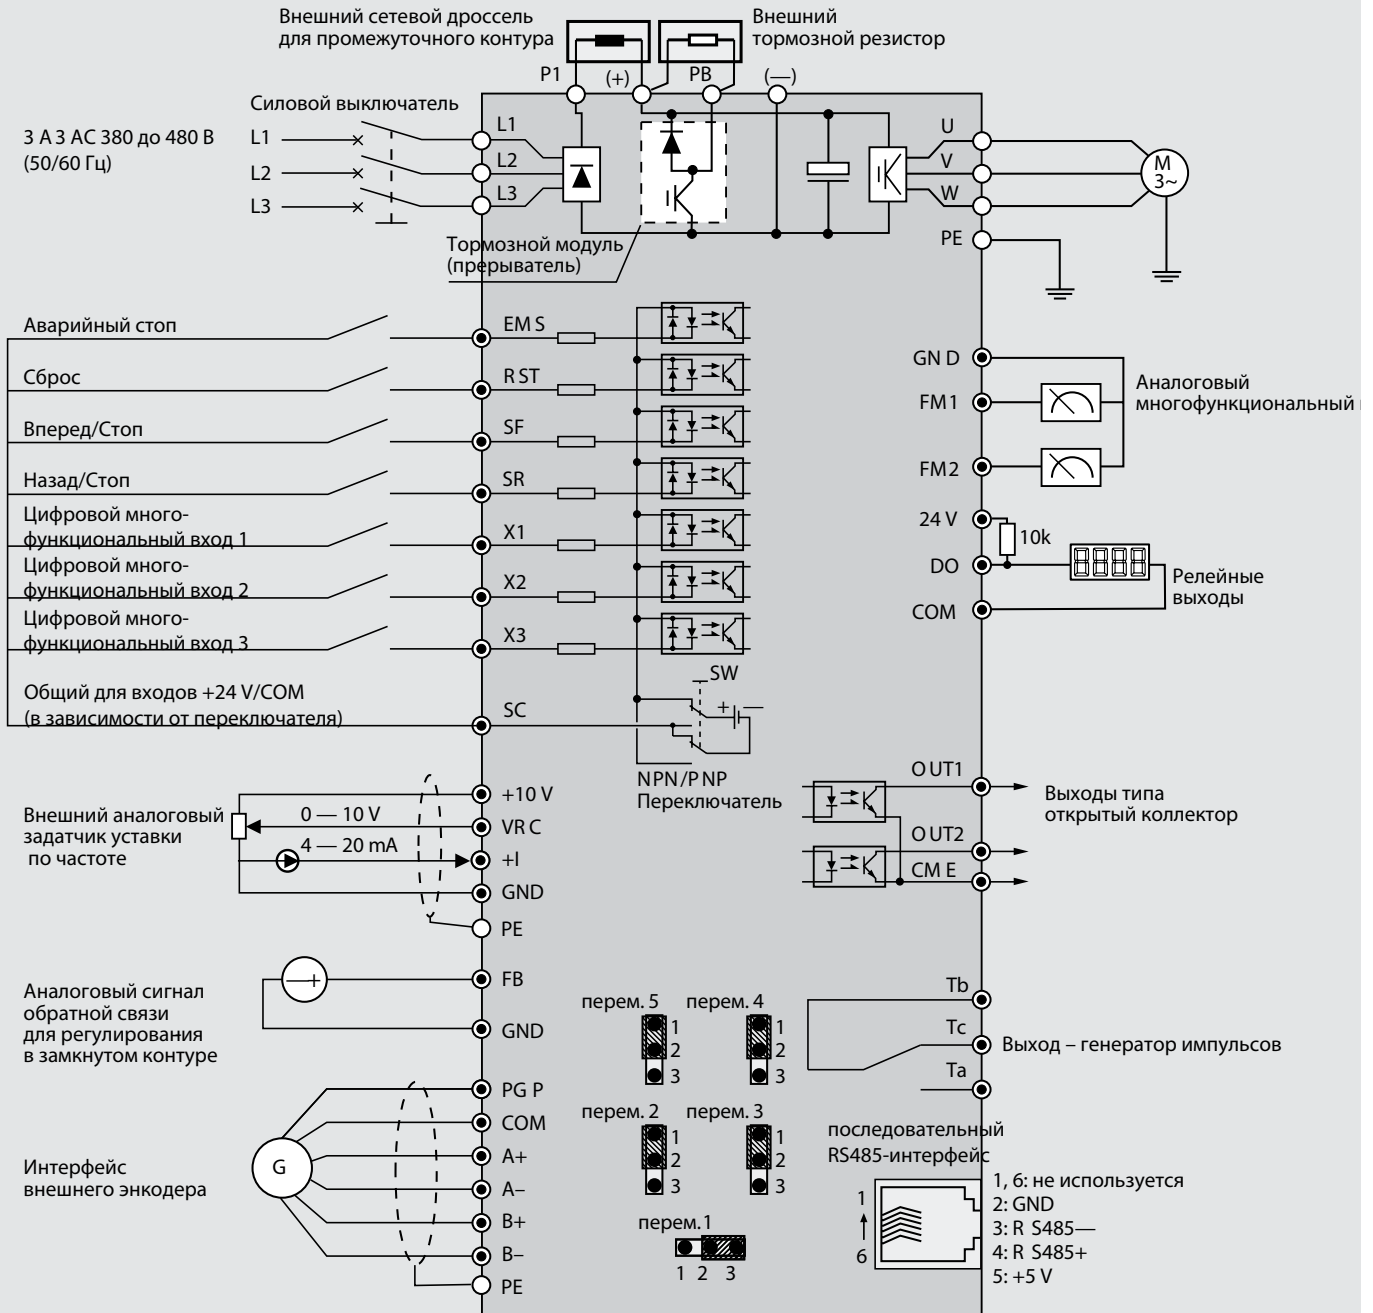 Внешний сетевой дроссель
для промежуточного контура
Внешний
тормозной резистор
P1
(+)
PB
(—)
Силовой выключатель
3 A 3 AC 380 до 480 В
(50/60 Гц)
L1
L2
L3
L1
L2
L3
U
V
W
PE
M
3~
Тормозной модуль
(прерыватель)
Аварийный стоп
EM S
Сброс
R ST
Вперед/Стоп
SF
Назад/Стоп
SR
Цифровой много-
функциональный вход 1
X1
Цифровой много-
функциональный вход 2
X2
Цифровой много-
функциональный вход 3
X3
Общий для входов +24 V/COM
(в зависимости от переключателя)
SC
SW
+
—
NPN/P NP
Переключатель
GN D
FM1
FM2
Аналоговый
многофункциональный
24 V
10k
DO
COM
Релейные
выходы
O UT1
O UT2
CM E
Выходы типа
открытый коллектор
Внешний аналоговый
задатчик уставки
по частоте
0 — 10 V
4 — 20 mA
+10 V
VR C
+I
GND
PE
Аналоговый сигнал
обратной связи
для регулирования
в замкнутом контуре
—+
FB
GND
Интерфейс
внешнего энкодера
G
PG P
COM
A+
A–
B+
B–
PE
перем. 5
1
2
3
перем. 4
1
2
3
перем. 2
1
2
3
перем. 3
1
2
3
перем.1
1 2 3
Tb
Tc
Ta
Выход – генератор импульсов
последовательный
RS485-интерфейс
1
6
1, 6: не используется
2: GND
3: R S485—
4: R S485+
5: +5 V